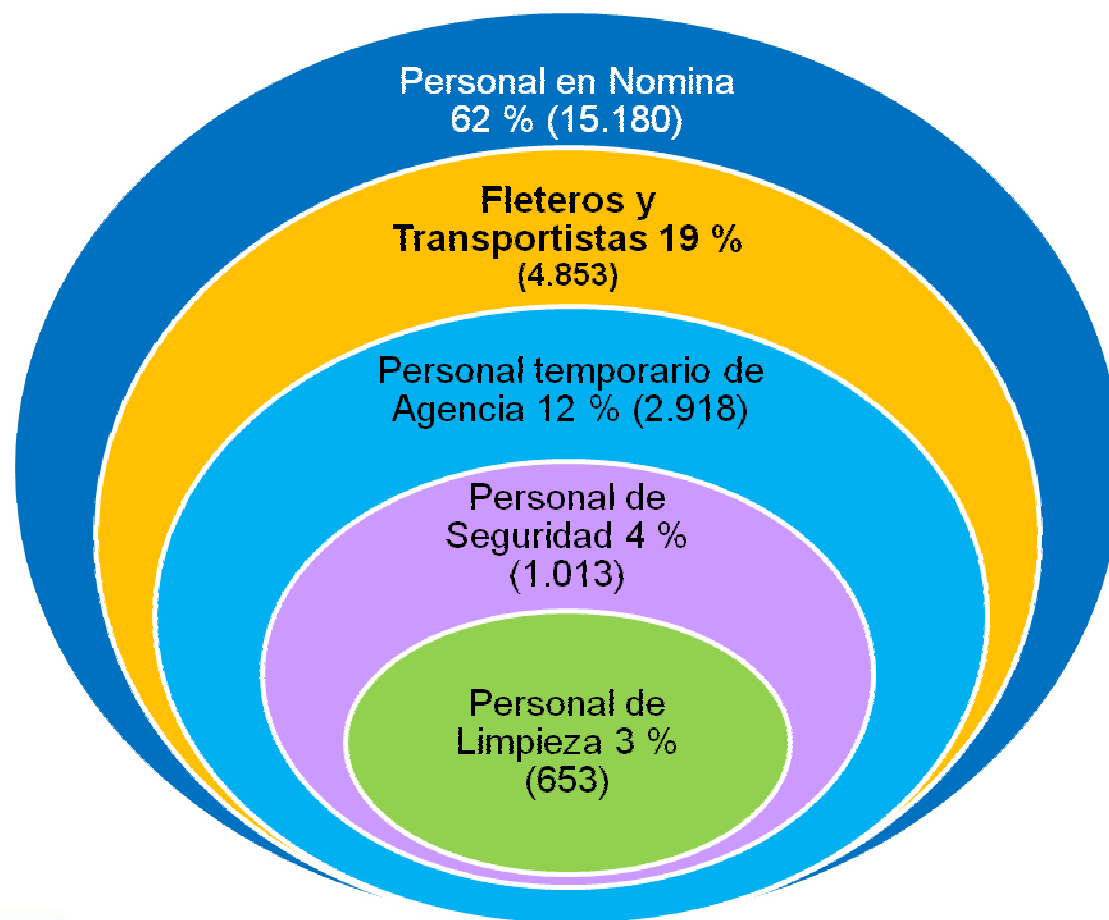 Personal en Nomina
62 % (15.180)
Fleteros y
Transportistas 19 %
(4.853)
Personal temporario de
Agencia 12 % (2.918)
Personal de
Seguridad 4 %
(1.013)
Personal de
Limpieza 3 %
(653)